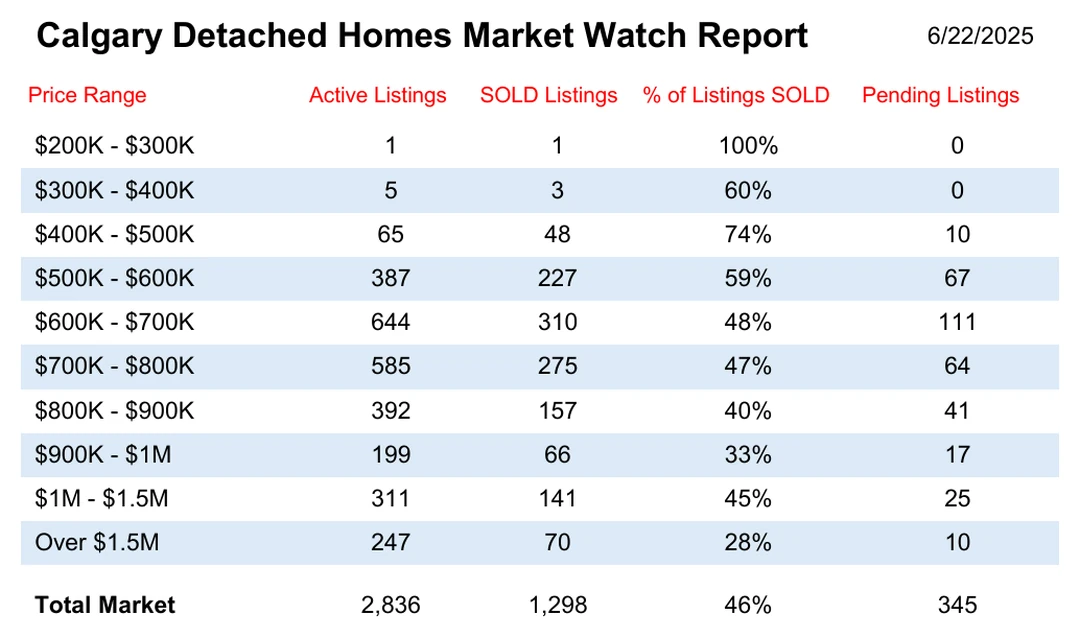 Calgary Detached Homes Market Watch Report 6/22/2025
Price Range Active Listings SOLD Listings % of Listings SOLD Pending Listings
$200K - $300K 1 1 100% 0
$300K - $400K 5 3 60% 0
$400K - $500K 65 48 74% 10
$500K - $600K 387 227 59% 67
$600K - $700K 644 310 48% 111
$700K - $800K 585 275 47% 64
$800K - $900K 392 157 40% 41
$900K - $1M 199 66 33% 17
$1M - $1.5M 311 141 45% 25
Over $1.5M 247 70 28% 10
Total Market 2,836 1,298 46% 345